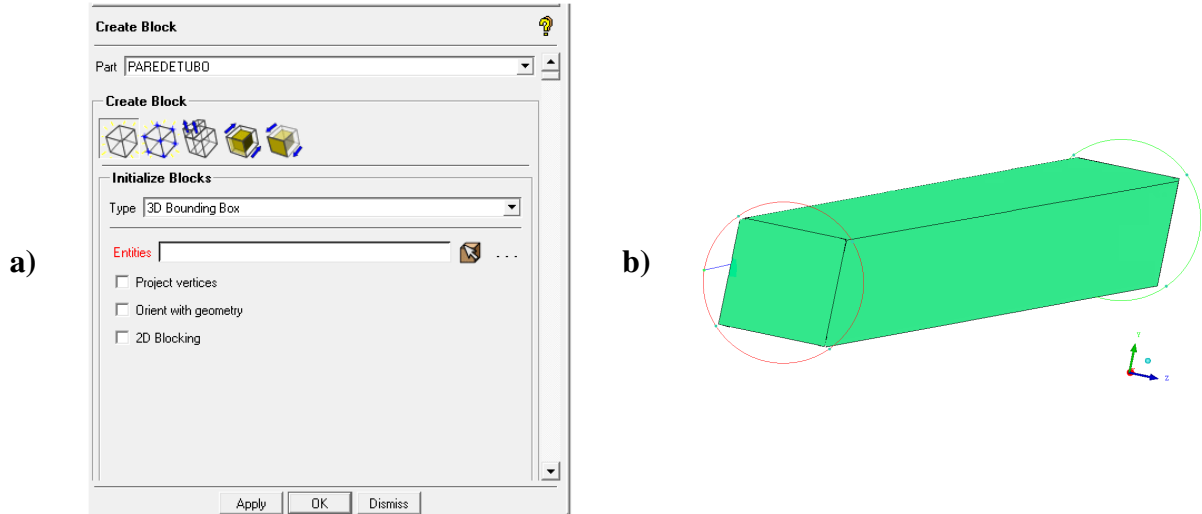 Create Block
Part PAREDETUBO
Create Block
Initialize Blocks
Type 3D Bounding Box
Entities ...
Project vertices
Orient with geometry
2D Blocking
Apply OK Dismiss
a)
b)
Y
Z